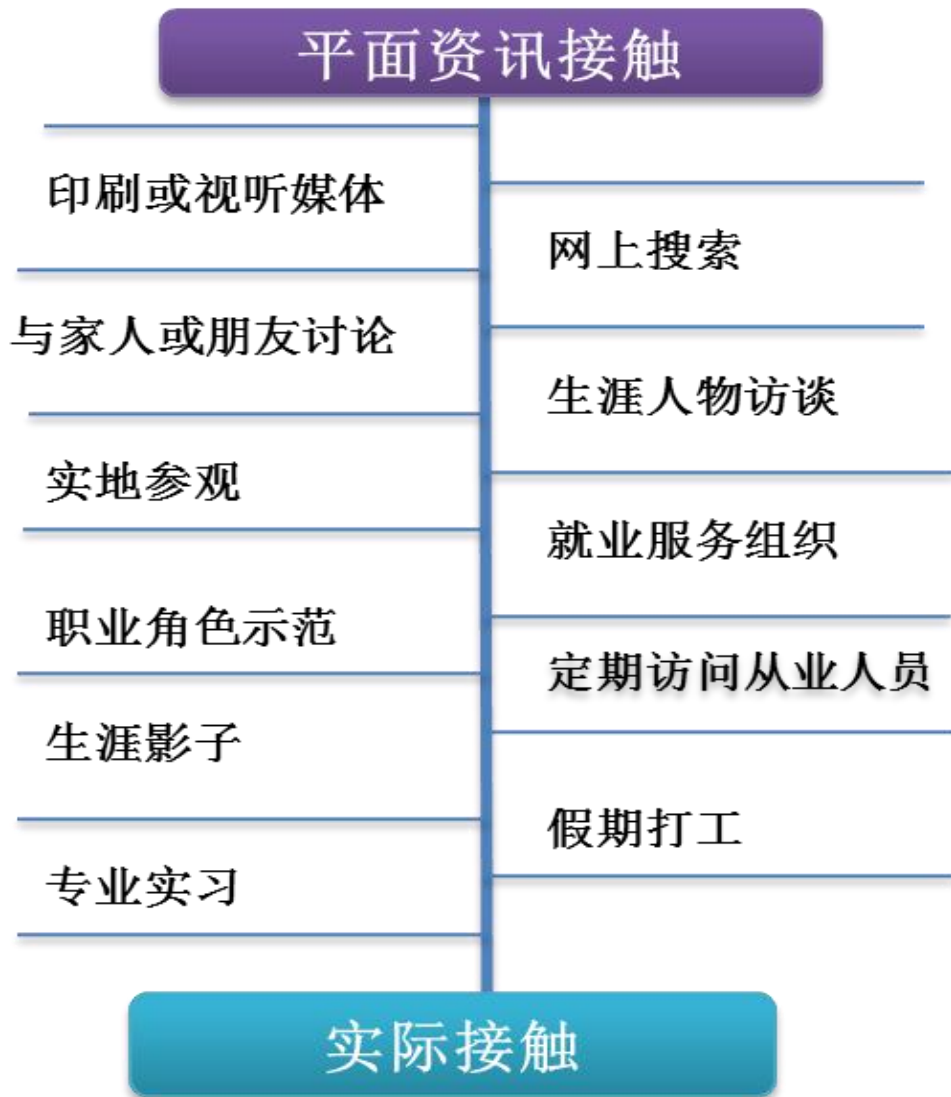 平面资讯接触
印刷或视听媒体
网上搜索
与家人或朋友讨论
生涯人物访谈
实地参观
就业服务组织
职业角色示范
定期访问从业人员
生涯影子
假期打工
专业实习
实际接触